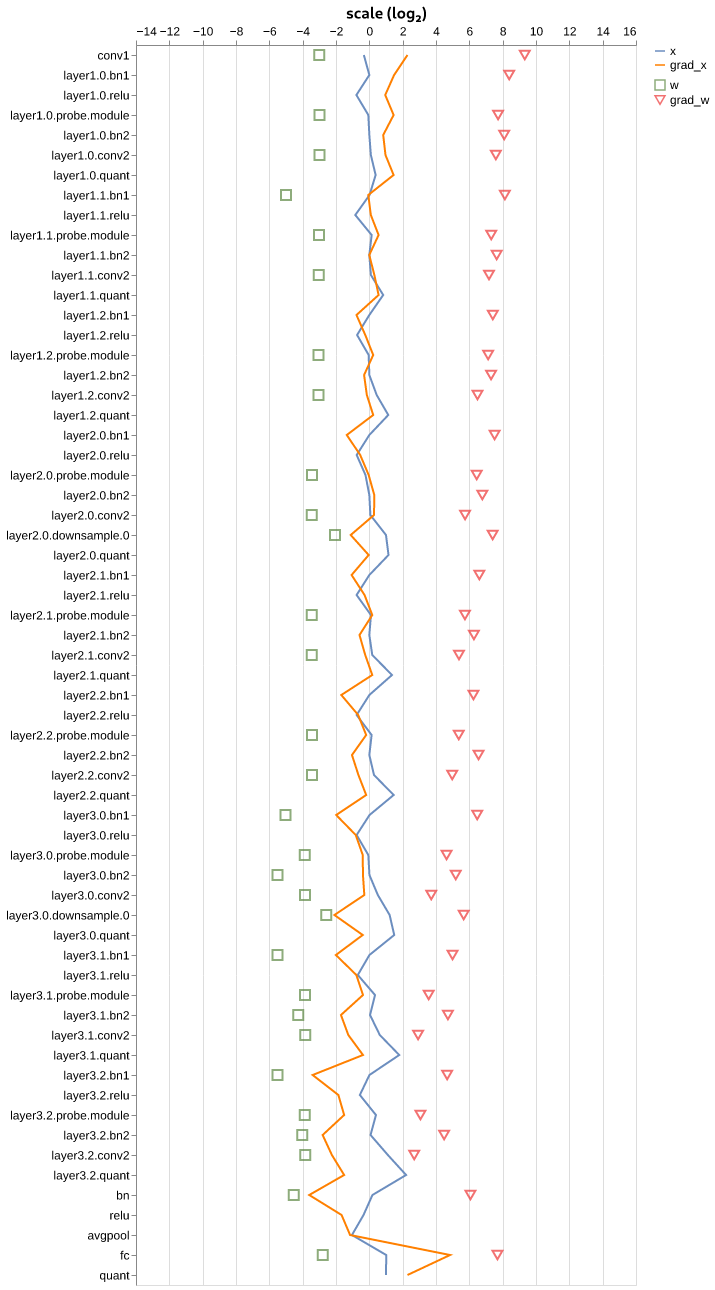 scale (log₂)
−14 −12 −10 −8 −6 −4 −2 0 2 4 6 8 10 12 14 16
x
grad_x
w
grad_w
conv1
layer1.0.bn1
layer1.0.relu
layer1.0.probe.module
layer1.0.bn2
layer1.0.conv2
layer1.0.quant
layer1.1.bn1
layer1.1.relu
layer1.1.probe.module
layer1.1.bn2
layer1.1.conv2
layer1.1.quant
layer1.2.bn1
layer1.2.relu
layer1.2.probe.module
layer1.2.bn2
layer1.2.conv2
layer1.2.quant
layer2.0.bn1
layer2.0.relu
layer2.0.probe.module
layer2.0.bn2
layer2.0.conv2
layer2.0.downsample.0
layer2.0.quant
layer2.1.bn1
layer2.1.relu
layer2.1.probe.module
layer2.1.bn2
layer2.1.conv2
layer2.1.quant
layer2.2.bn1
layer2.2.relu
layer2.2.probe.module
layer2.2.bn2
layer2.2.conv2
layer2.2.quant
layer3.0.bn1
layer3.0.relu
layer3.0.probe.module
layer3.0.bn2
layer3.0.conv2
layer3.0.downsample.0
layer3.0.quant
layer3.1.bn1
layer3.1.relu
layer3.1.probe.module
layer3.1.bn2
layer3.1.conv2
layer3.1.quant
layer3.2.bn1
layer3.2.relu
layer3.2.probe.module
layer3.2.bn2
layer3.2.conv2
layer3.2.quant
bn
relu
avgpool
fc
quant